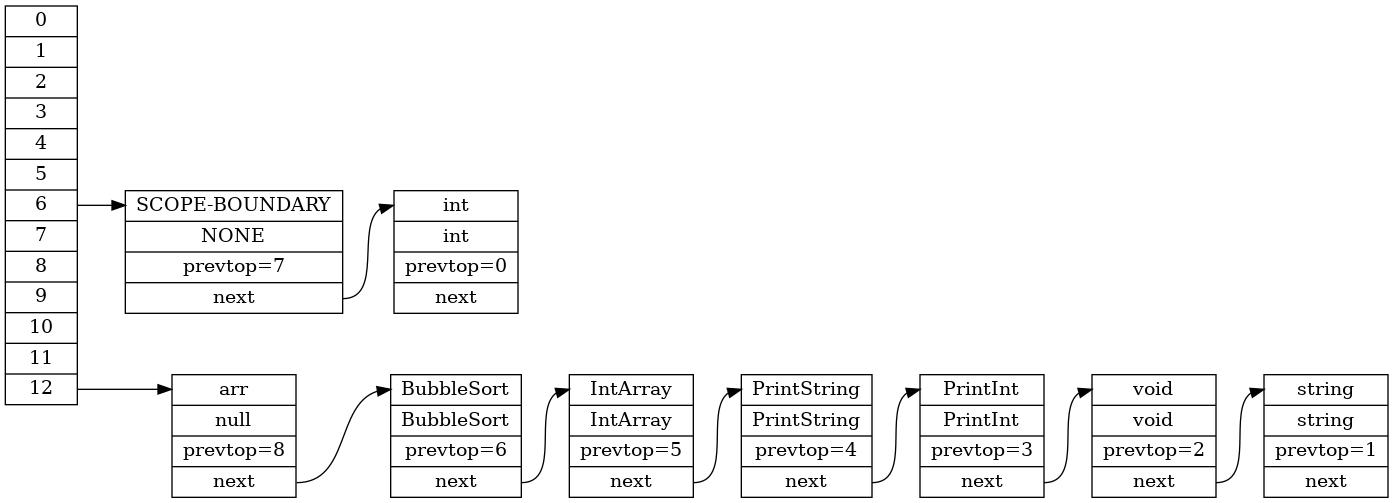 0
1
2
3
4
5
6
7
8
9
10
11
12
SCOPE-BOUNDARY
NONE
prevtop=7
next
int
int
prevtop=0
next
arr
null
prevtop=8
next
BubbleSort
BubbleSort
prevtop=6
next
IntArray
IntArray
prevtop=5
next
PrintString
PrintString
prevtop=4
next
PrintInt
PrintInt
prevtop=3
next
void
void
prevtop=2
next
string
string
prevtop=1
next